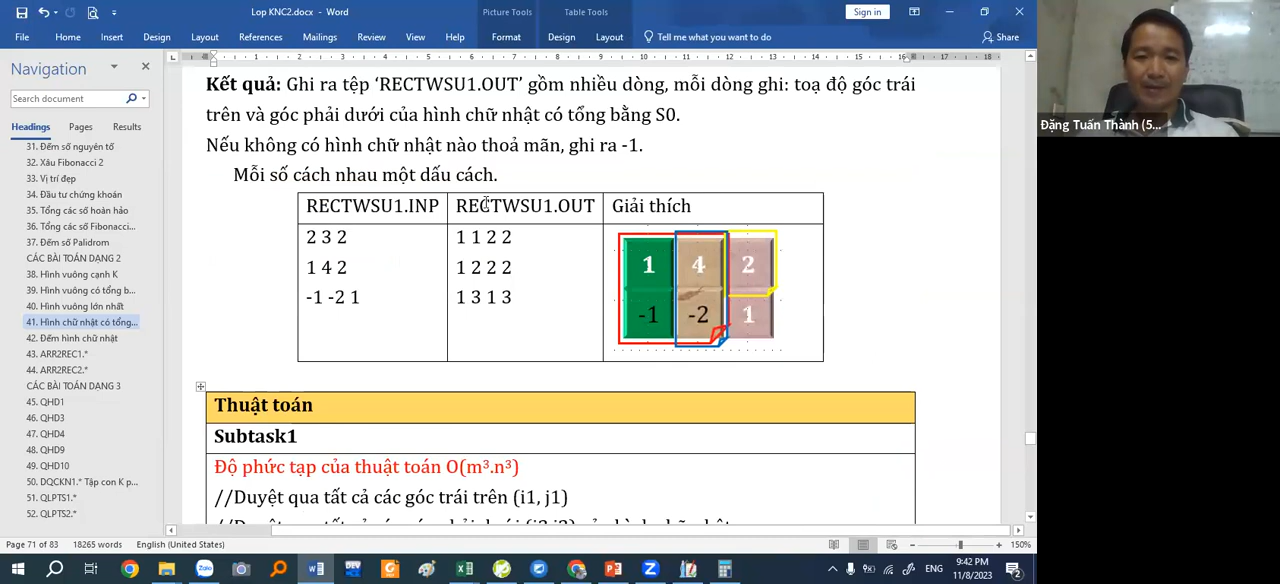 Lop KNC2.docx - Word
Picture Tools
Table Tools
Sign in
File
Home
Insert
Design
Layout
References
Mailings
Review
View
Help
Format
Design
Layout
Tell me what you want to do
Share
Navigation
Search document
Headings
Pages
Results
31. Đếm số nguyên tố
32. Xâu Fibonacci 2
33. Vị trí đẹp
34. Đầu tư chứng khoán
35. Tổng các số hoàn hảo
36. Tổng các số Fibonacci...
37. Đếm số Palidrom
CÁC BÀI TOÁN DẠNG 2
38. Hình vuông cạnh K
39. Hình vuông có tổng b...
40. Hình vuông lớn nhất
41. Hình chữ nhật có tổng...
42. Đếm hình chữ nhật
43. ARR2REC1.*
44. ARR2REC2.*
CÁC BÀI TOÁN DẠNG 3
45. QHD1
46. QHD3
47. QHD4
48. QHD9
49. QHD10
50. DQCKN1.* Tập con K p...
51. QLPTS1.*
52. QLPTS2.*
Kết quả: Ghi ra tệp ‘RECTWSU1.OUT’ gồm nhiều dòng, mỗi dòng ghi: toạ độ góc trái
trên và góc phải dưới của hình chữ nhật có tổng bằng S0.
Nếu không có hình chữ nhật nào thoả mãn, ghi ra -1.
Mỗi số cách nhau một dấu cách.
RECTWSU1.INP RECTWSU1.OUT Giải thích
2 3 2
1 4 2
-1 -2 1
1 1 2 2
1 2 2 2
1 3 1 3
1 4 2
-1 -2 1
Thuật toán
Subtask1
Độ phức tạp của thuật toán O(m³.n³)
//Duyệt qua tất cả các góc trái trên (i1, j1)
Đặng Tuấn Thành (5...
Page 71 of 83
18265 words
English (United States)
150%
ENG
9:42 PM
11/8/2023